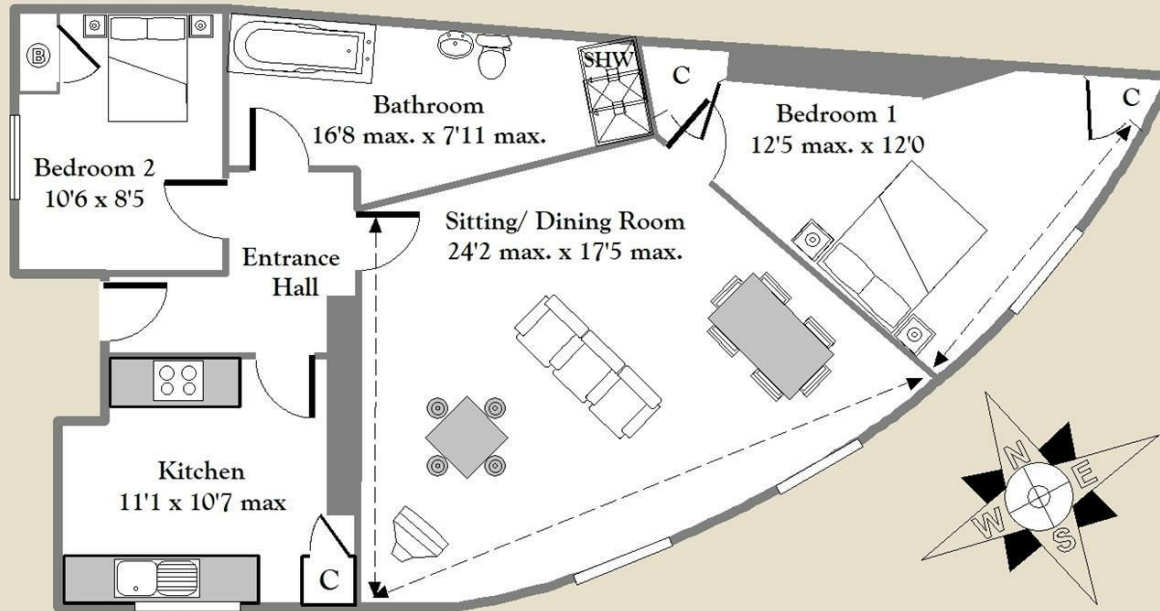 B
Bedroom 2
10'6 x 8'5
Bathroom
16'8 max. x 7'11 max.
SHW
C
Bedroom 1
12'5 max. x 12'0
C
Entrance
Hall
Sitting/ Dining Room
24'2 max. x 17'5 max.
Kitchen
11'1 x 10'7 max
C
N
E
W
S